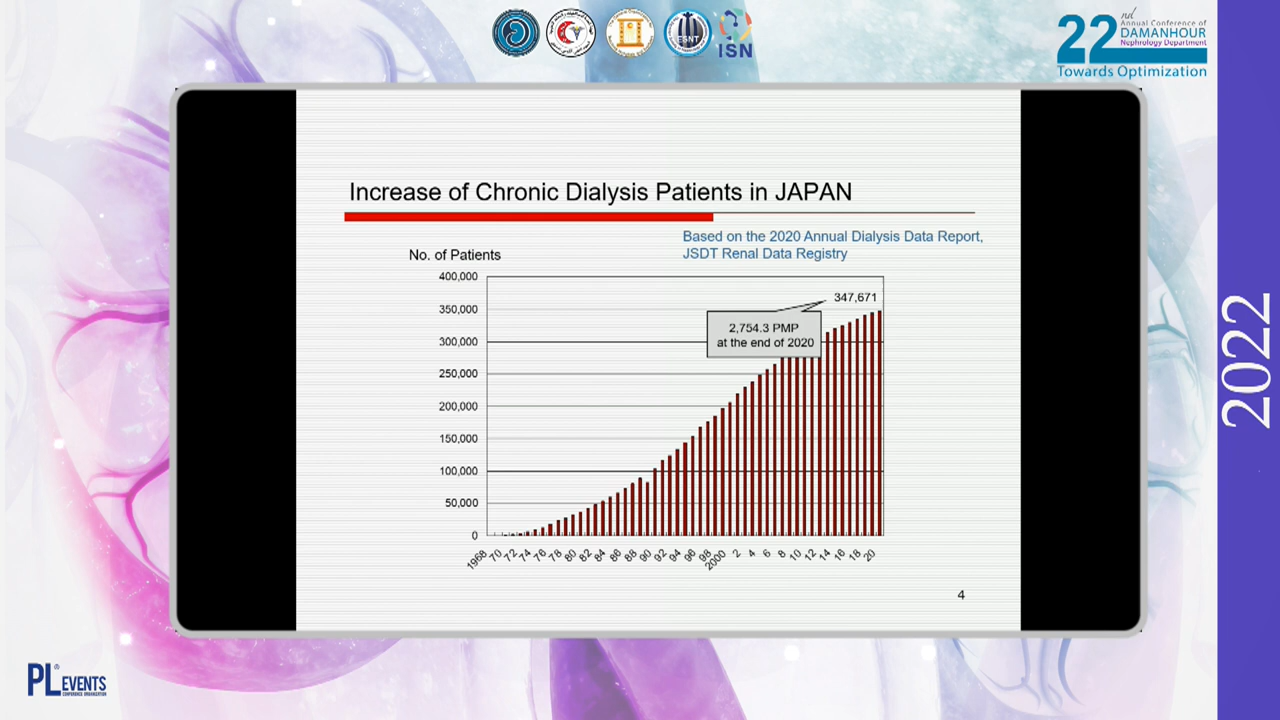 ESNT
ISN
22nd
Annual Conference of
DAMANHOUR
Nephrology Department
Towards Optimization
2022
Increase of Chronic Dialysis Patients in JAPAN
Based on the 2020 Annual Dialysis Data Report,
JSDT Renal Data Registry
No. of Patients
400,000
350,000
300,000
250,000
200,000
150,000
100,000
50,000
0
347,671
2,754.3 PMP
at the end of 2020
1968 70 72 74 76 78 80 82 84 86 88 90 92 94 96 98 2000 2 4 6 8 10 12 14 16 18 20
4
PL® EVENTS
CONFERENCE ORGANIZATION